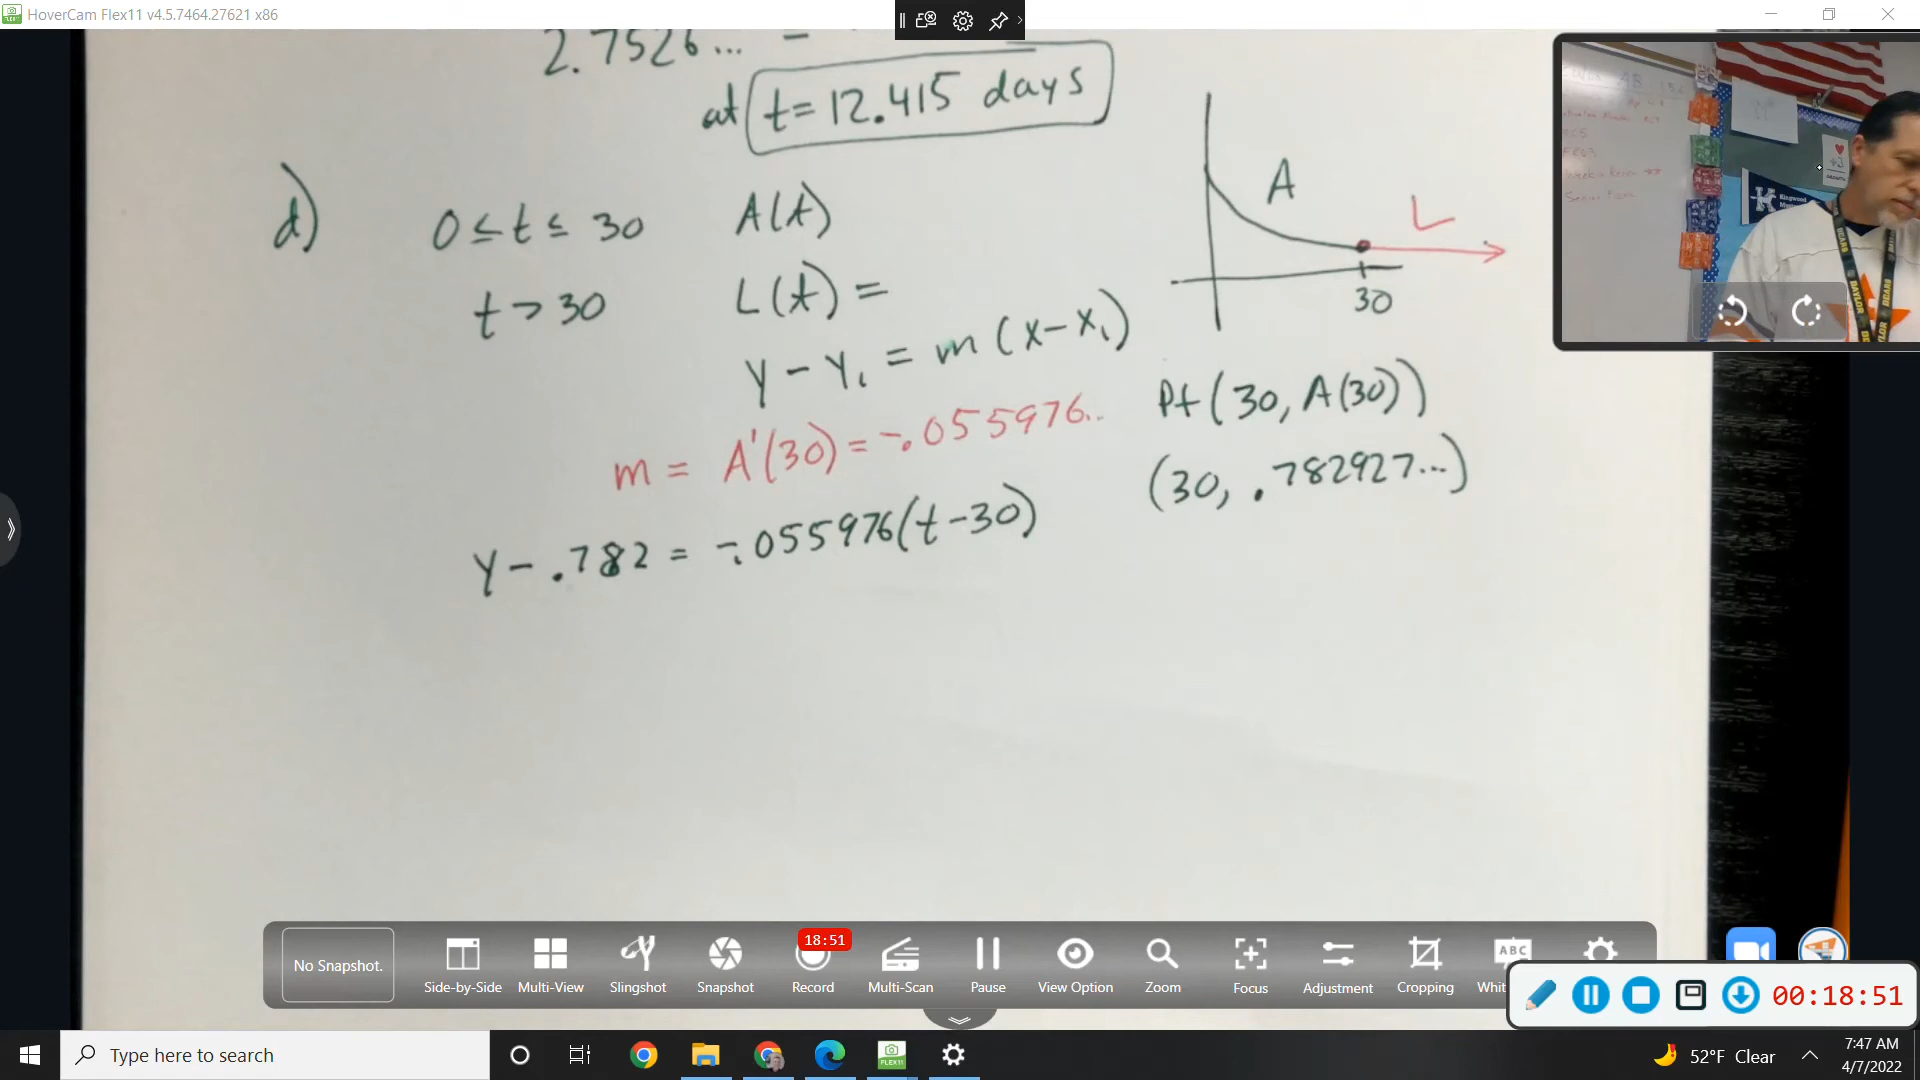 HoverCam Flex11 v4.5.7464.27621 x86
2.7526... =
at t = 12.415 days
d) 0 ≤ t ≤ 30 A(t)
t > 30 L(t) =
y - y₁ = m (x - x₁)
m = A'(30) = -.055976..
y - .782 = -.055976(t - 30)
A
L
30
Pt (30, A(30))
(30, .782927...)
No Snapshot.
Side-by-Side
Multi-View
Slingshot
Snapshot
18:51
Record
Multi-Scan
Pause
View Option
Zoom
Focus
Adjustment
Cropping
ABC
Whit
00:18:51
Type here to search
FLEX11
52°F Clear
7:47 AM
4/7/2022